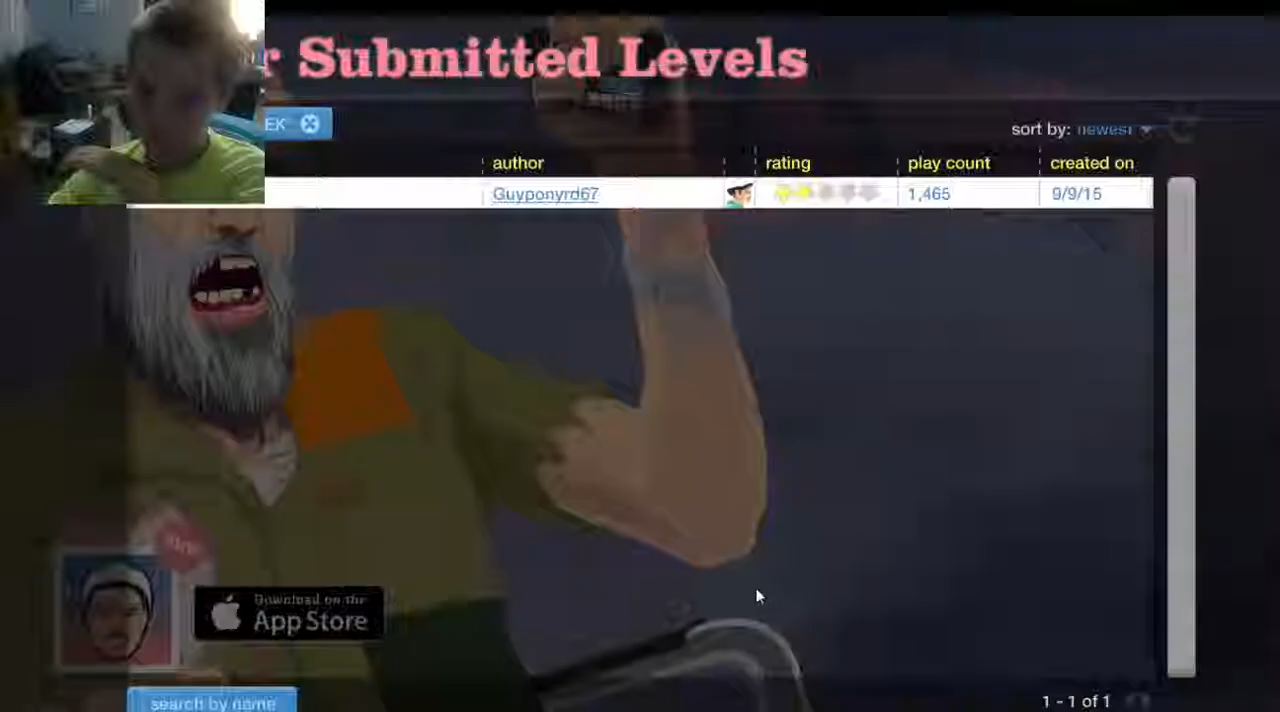 r Submitted Levels
EK
sort by: newest
author rating play count created on
Guyponyrd67 1,465 9/9/15
Download on the
App Store
search by name
1 - 1 of 1